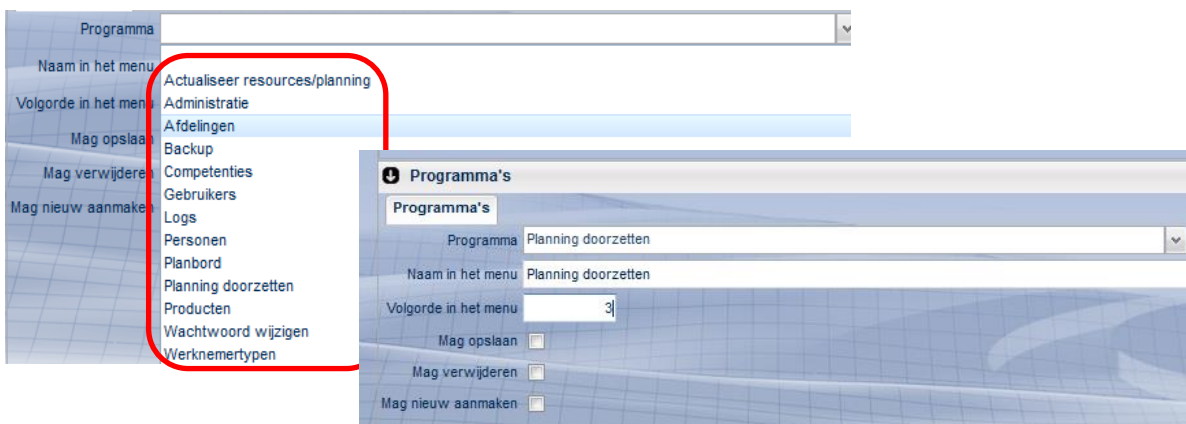 Programma
Naam in het menu
Volgorde in het menu
Mag opslaan
Mag verwijderen
Mag nieuw aanmaken
Actualiseer resources/planning
Administratie
Afdelingen
Backup
Competenties
Gebruikers
Logs
Personen
Planbord
Planning doorzetten
Producten
Wachtwoord wijzigen
Werknemertypen
Programma's
Programma's
Programma Planning doorzetten
Naam in het menu Planning doorzetten
Volgorde in het menu 3
Mag opslaan
Mag verwijderen
Mag nieuw aanmaken